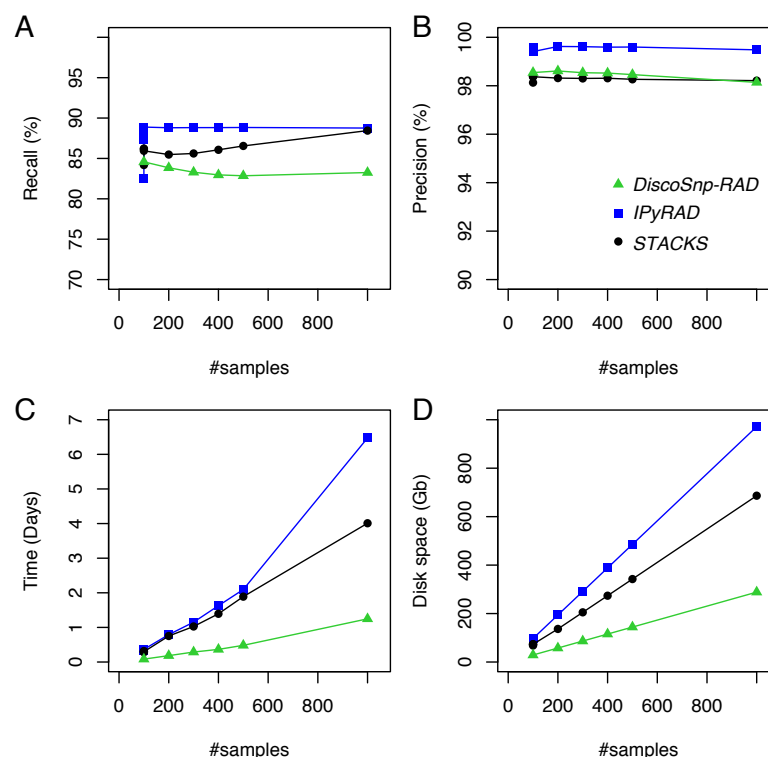 A
Recall (%)
70 75 80 85 90 95
0 200 400 600 800
#samples
B
Precision (%)
90 92 94 96 98 100
DiscoSnp-RAD
IPyRAD
STACKS
0 200 400 600 800
#samples
C
Time (Days)
0 1 2 3 4 5 6 7
0 200 400 600 800
#samples
D
Disk space (Gb)
0 200 400 600 800
0 200 400 600 800
#samples